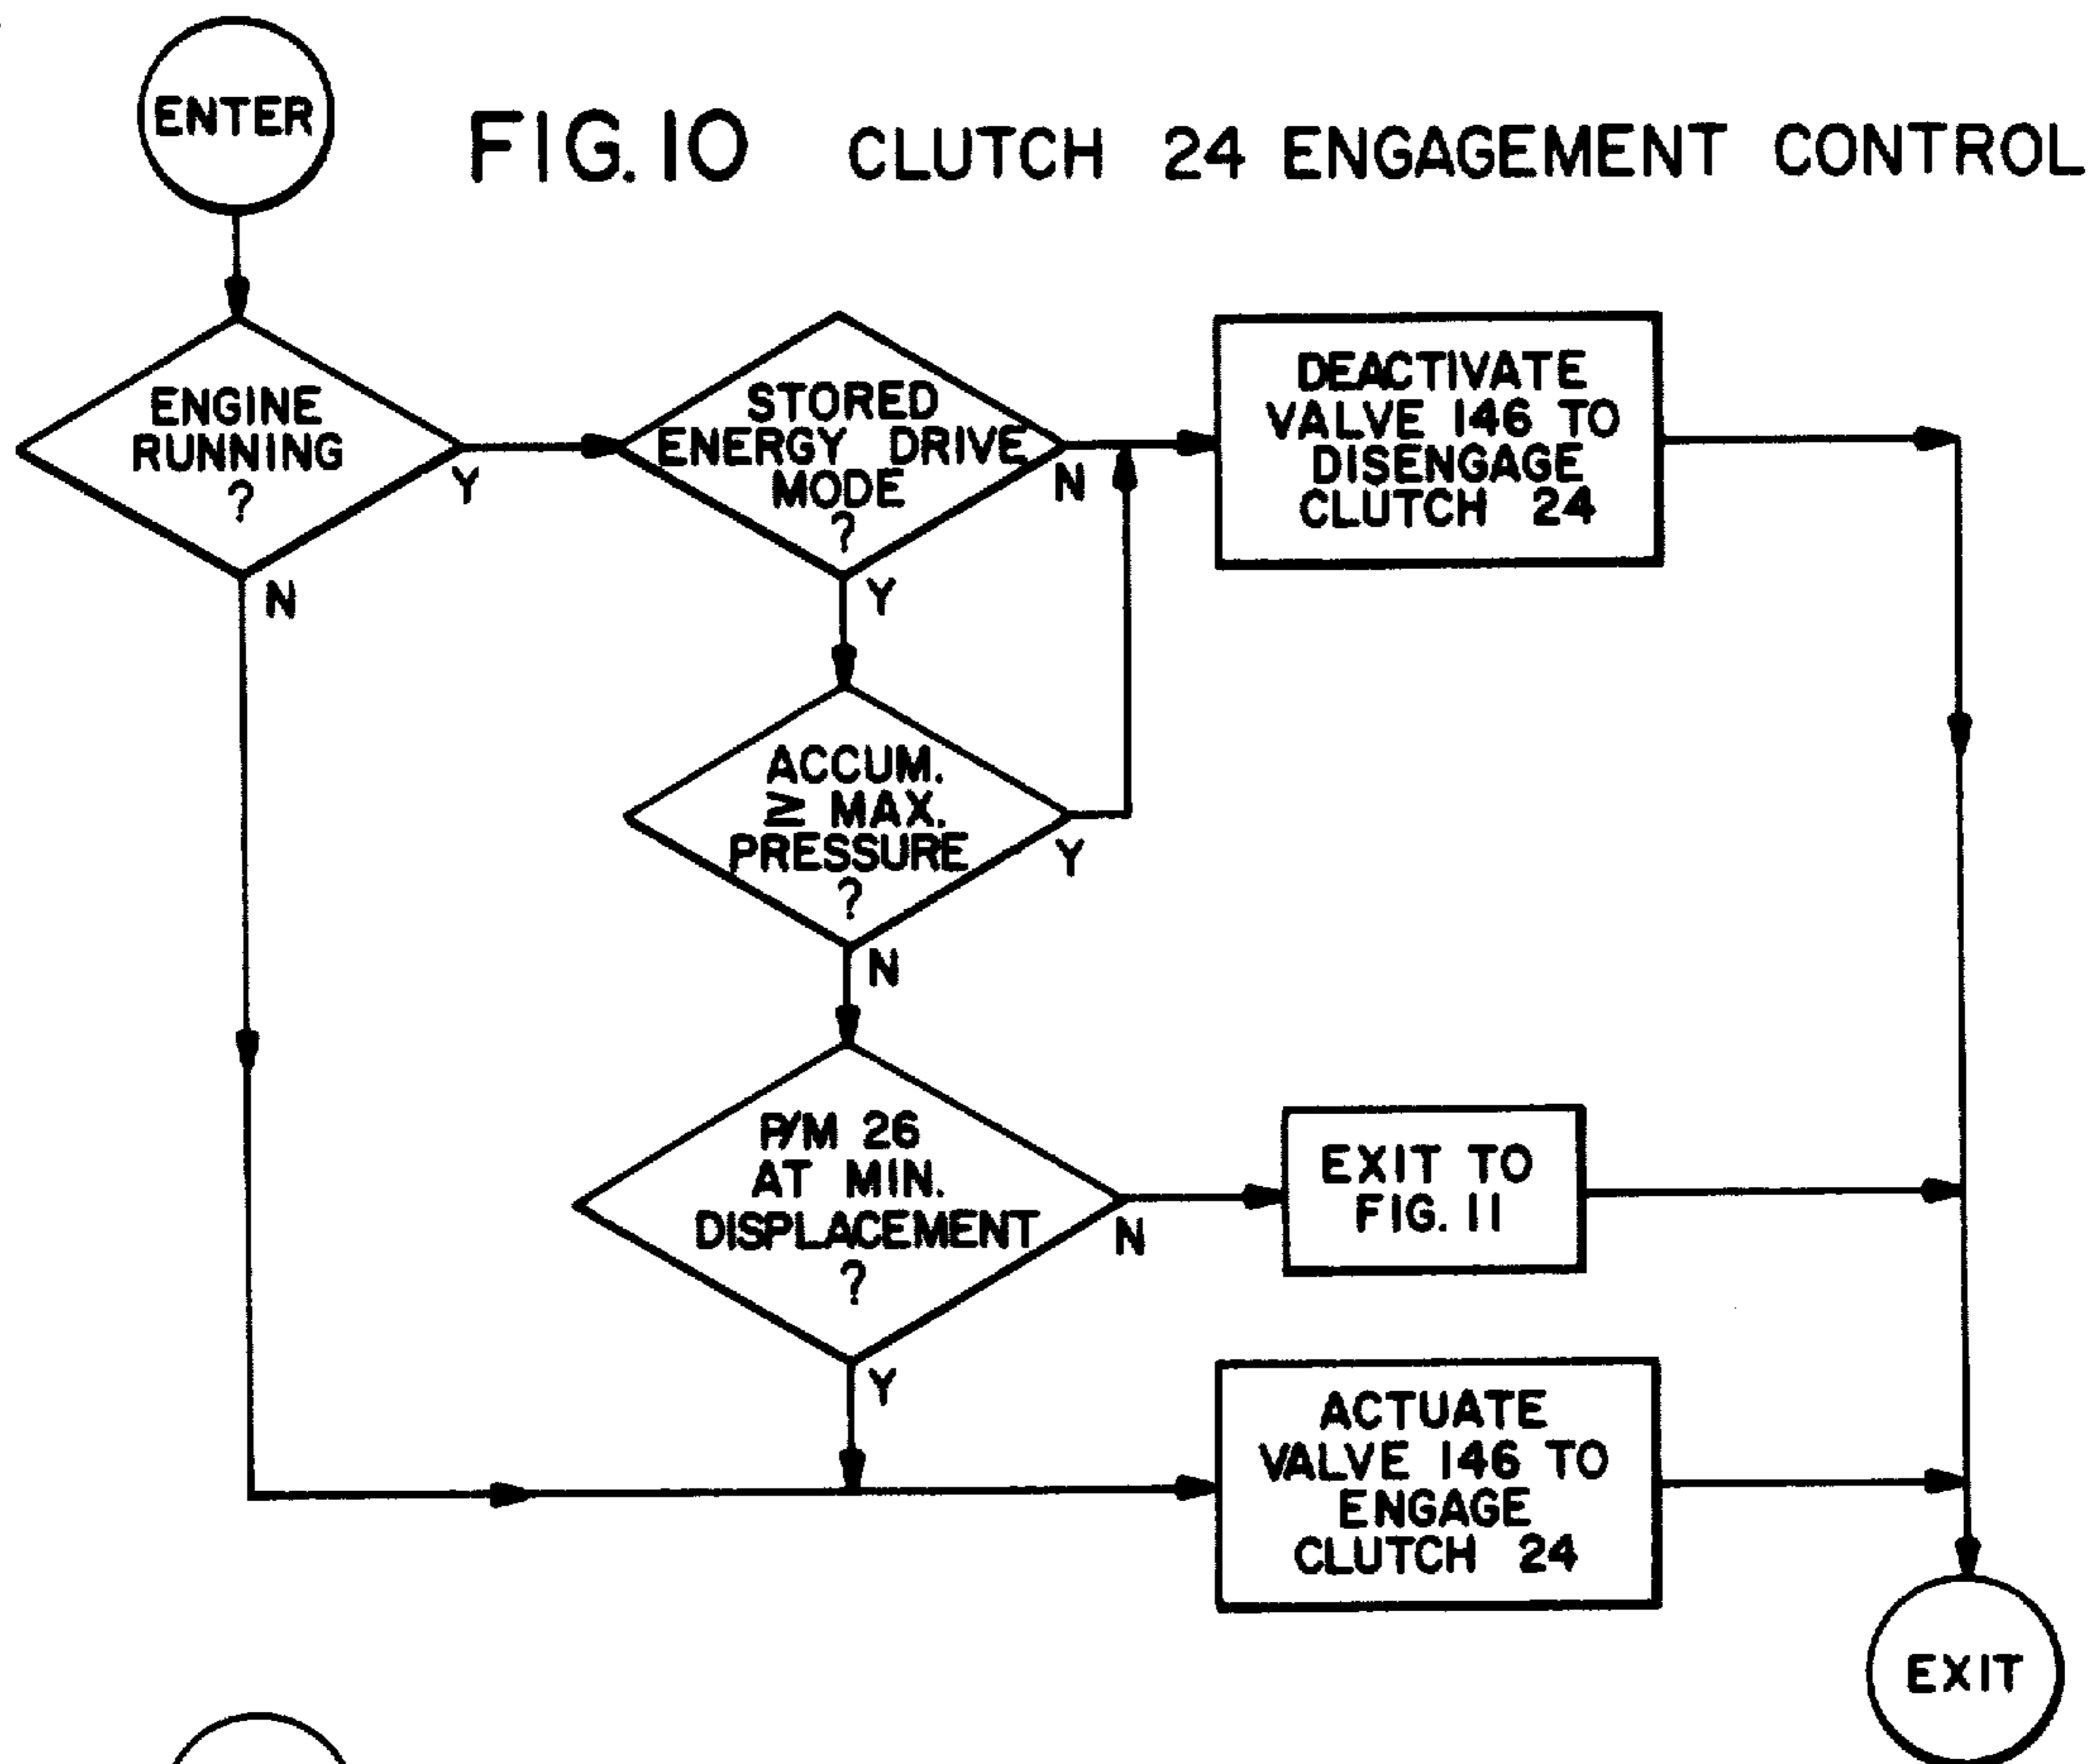 ENTER
FIG. 10 CLUTCH 24 ENGAGEMENT CONTROL
ENGINE
RUNNING
?
Y
N
STORED
ENERGY DRIVE
MODE
?
N
Y
DEACTIVATE
VALVE 146 TO
DISENGAGE
CLUTCH 24
ACCUM.
≥ MAX.
PRESSURE
?
Y
N
P/M 26
AT MIN.
DISPLACEMENT
?
N
Y
EXIT TO
FIG. 11
ACTUATE
VALVE 146 TO
ENGAGE
CLUTCH 24
EXIT